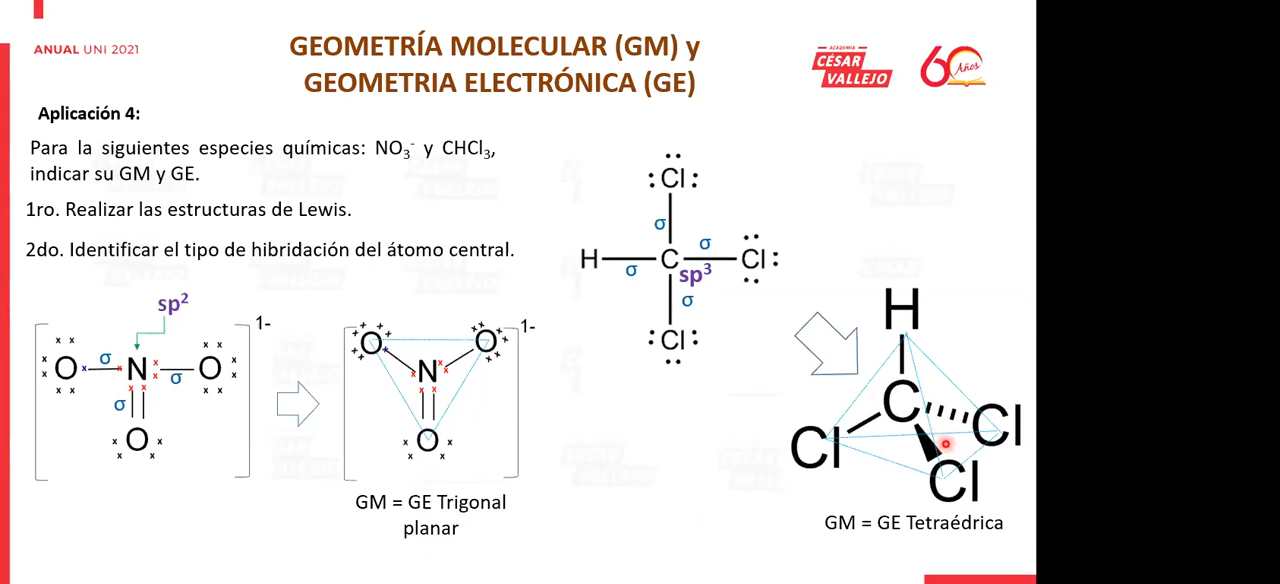 ANUAL UNI 2021
GEOMETRÍA MOLECULAR (GM) y
GEOMETRIA ELECTRÓNICA (GE)
ACADEMIA
CÉSAR
VALLEJO
60 Años
Aplicación 4:
Para la siguientes especies químicas: NO₃⁻ y CHCl₃,
indicar su GM y GE.
1ro. Realizar las estructuras de Lewis.
2do. Identificar el tipo de hibridación del átomo central.
sp²
1-
O σ N σ O
σ
O
1-
O O
N
O
GM = GE Trigonal
planar
:Cl:
σ
H σ C σ Cl:
sp³
σ
:Cl:
H
C
Cl Cl
Cl
GM = GE Tetraédrica